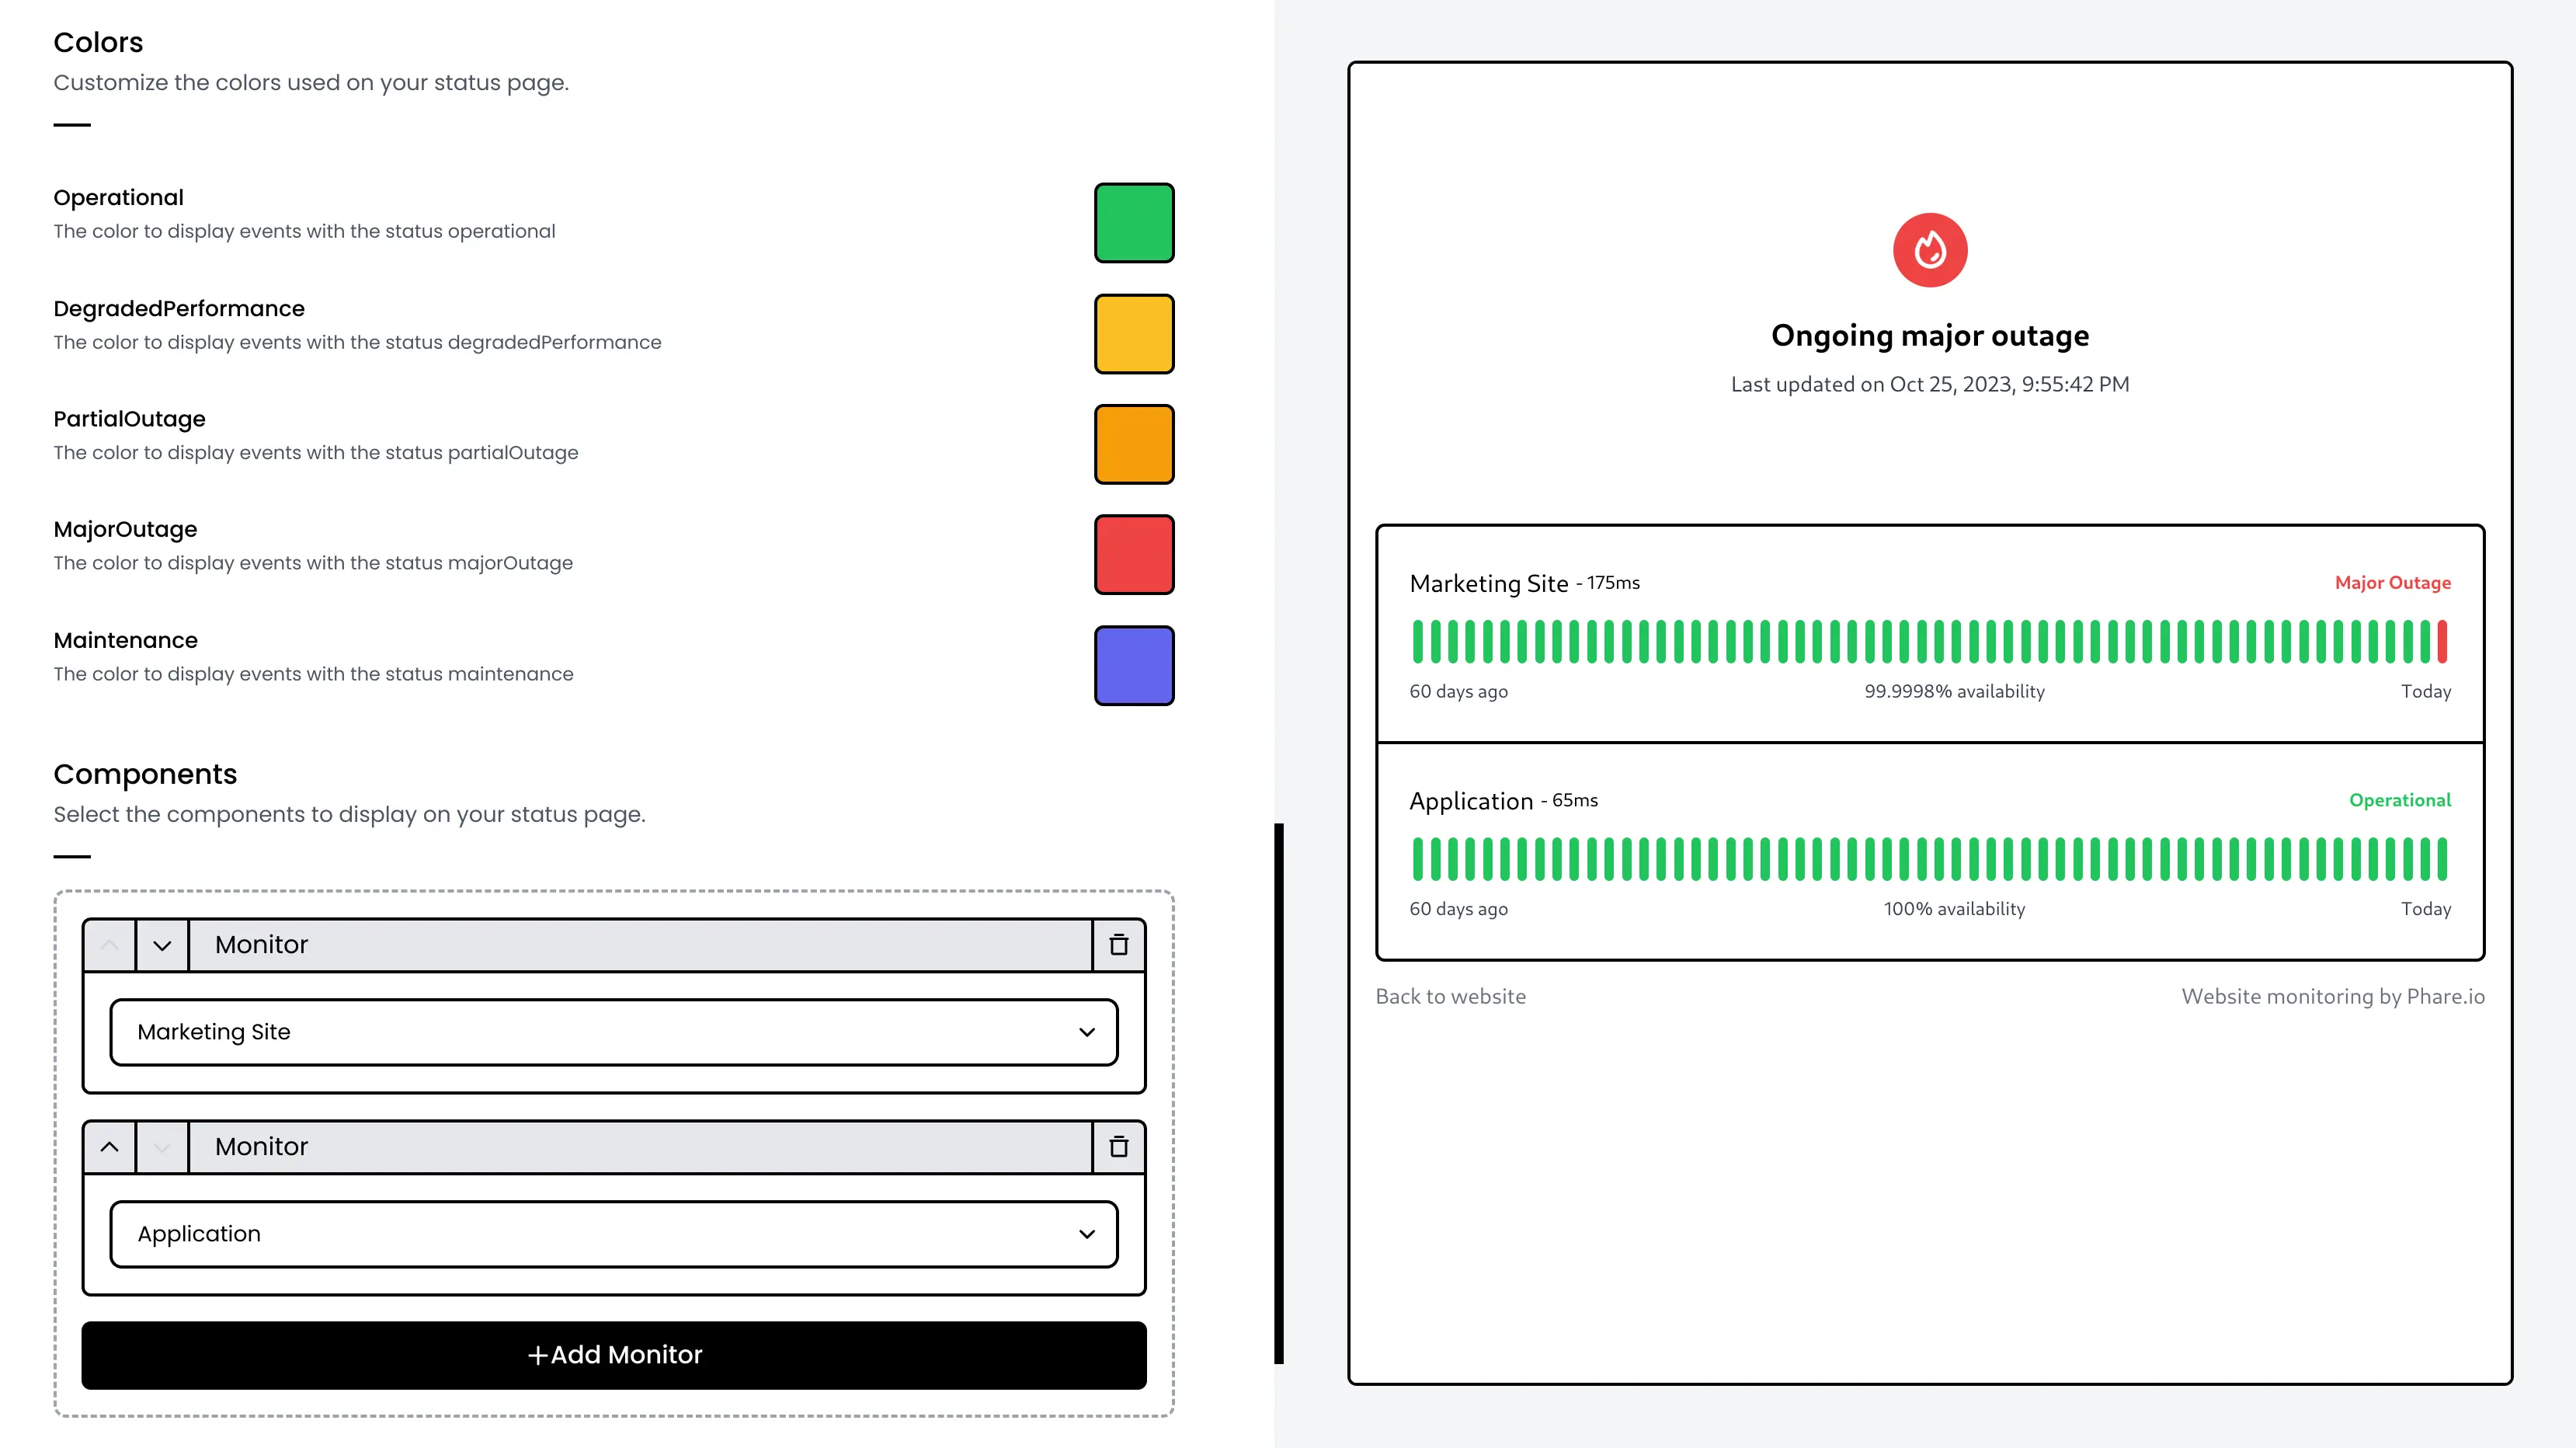 Colors
Customize the colors used on your status page.
Operational
The color to display events with the status operational
DegradedPerformance
The color to display events with the status degradedPerformance
PartialOutage
The color to display events with the status partialOutage
MajorOutage
The color to display events with the status majorOutage
Maintenance
The color to display events with the status maintenance
Components
Select the components to display on your status page.
Monitor
Marketing Site
Monitor
Application
+Add Monitor
Ongoing major outage
Last updated on Oct 25, 2023, 9:55:42 PM
Marketing Site - 175ms Major Outage
60 days ago 99.9998% availability Today
Application - 65ms Operational
60 days ago 100% availability Today
Back to website Website monitoring by Phare.io